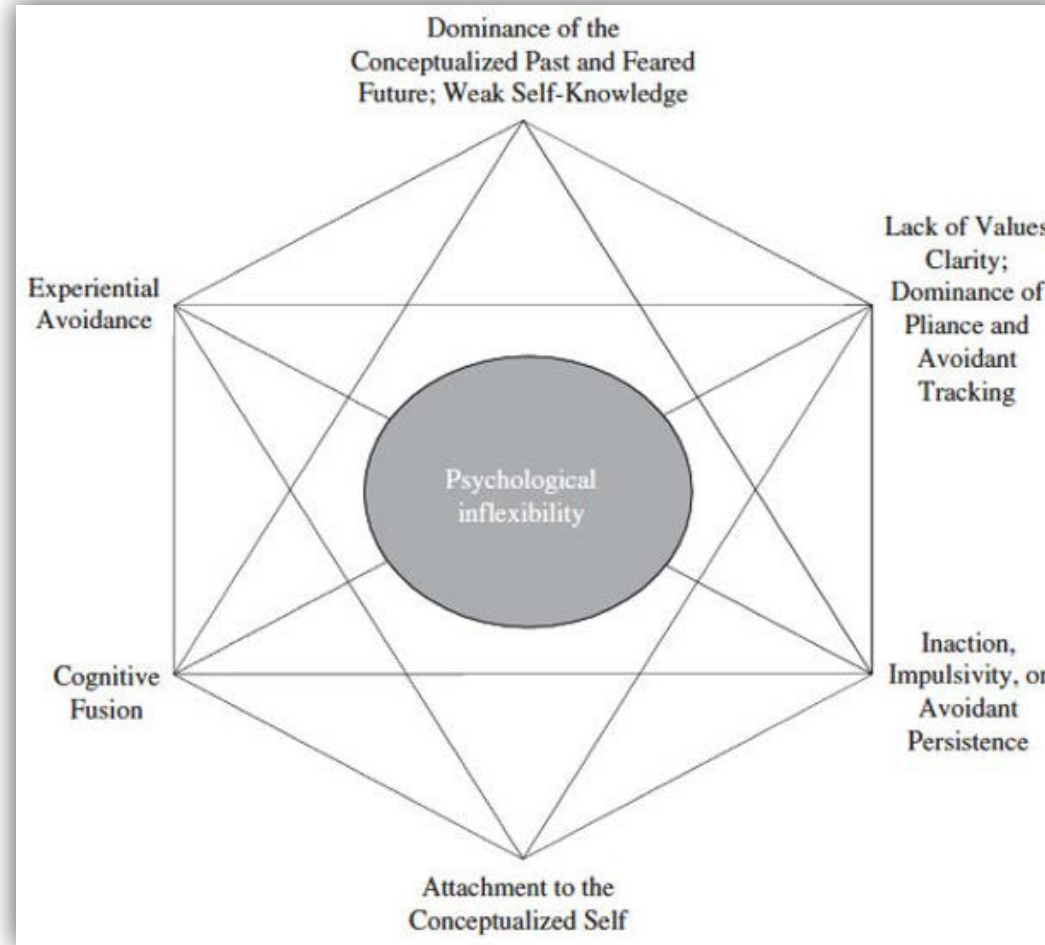 Dominance of the
Conceptualized Past and Feared
Future; Weak Self-Knowledge
Experiential
Avoidance
Lack of Values
Clarity;
Dominance of
Pliance and
Avoidant
Tracking
Psychological
inflexibility
Cognitive
Fusion
Inaction,
Impulsivity, or
Avoidant
Persistence
Attachment to the
Conceptualized Self